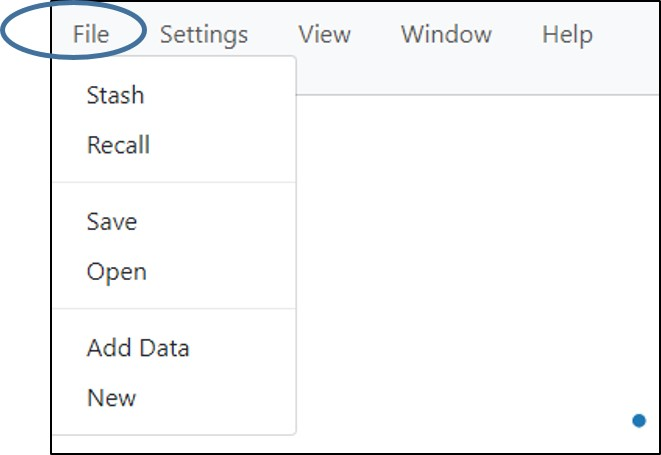 File Settings View Window Help
Stash
Recall
Save
Open
Add Data
New